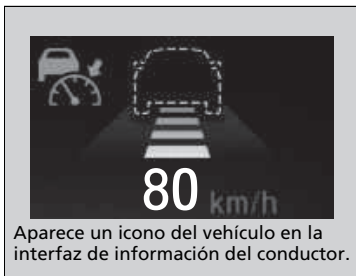 80 km/h
Aparece un icono del vehículo en la
interfaz de información del conductor.